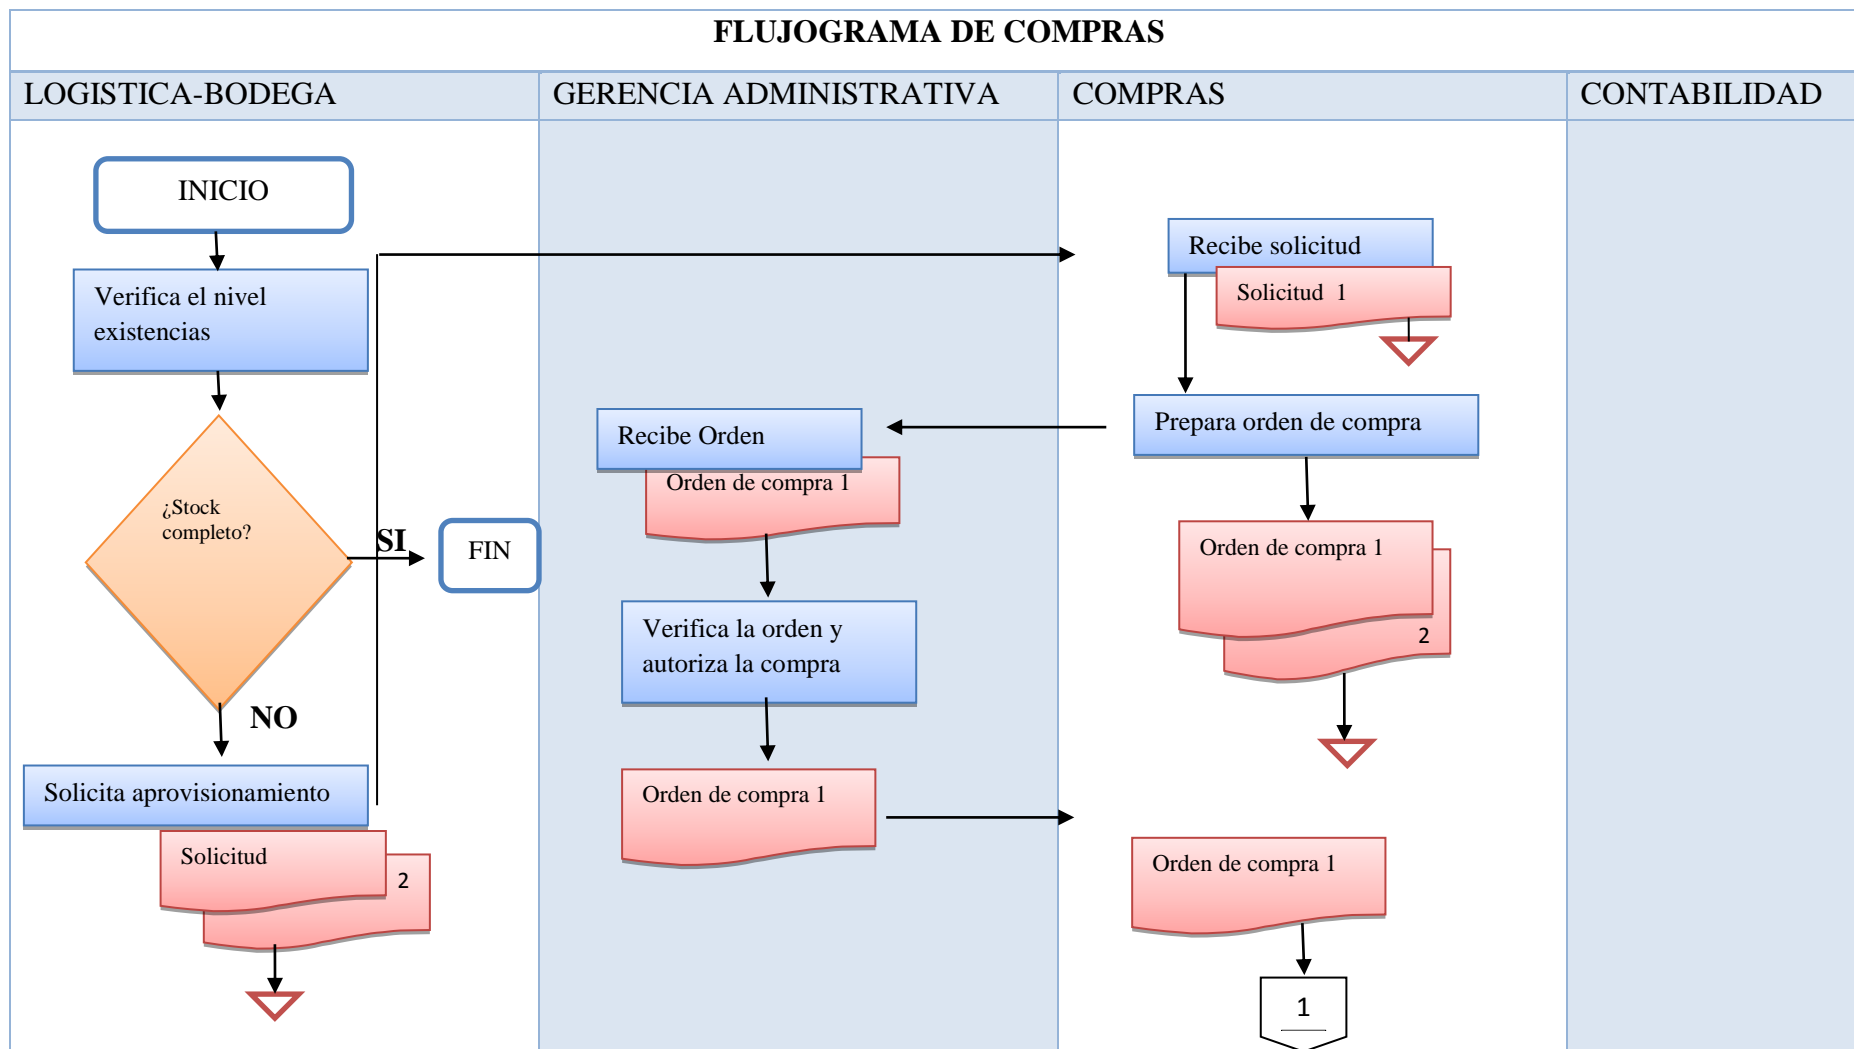 FLUJOGRAMA DE COMPRAS
LOGISTICA-BODEGA
GERENCIA ADMINISTRATIVA
COMPRAS
CONTABILIDAD
INICIO
Verifica el nivel
existencias
¿Stock
completo?
SI
FIN
NO
Solicita aprovisionamiento
Solicitud
2
Recibe Orden
Orden de compra 1
Verifica la orden y
autoriza la compra
Orden de compra 1
Recibe solicitud
Solicitud 1
Prepara orden de compra
Orden de compra 1
2
Orden de compra 1
1